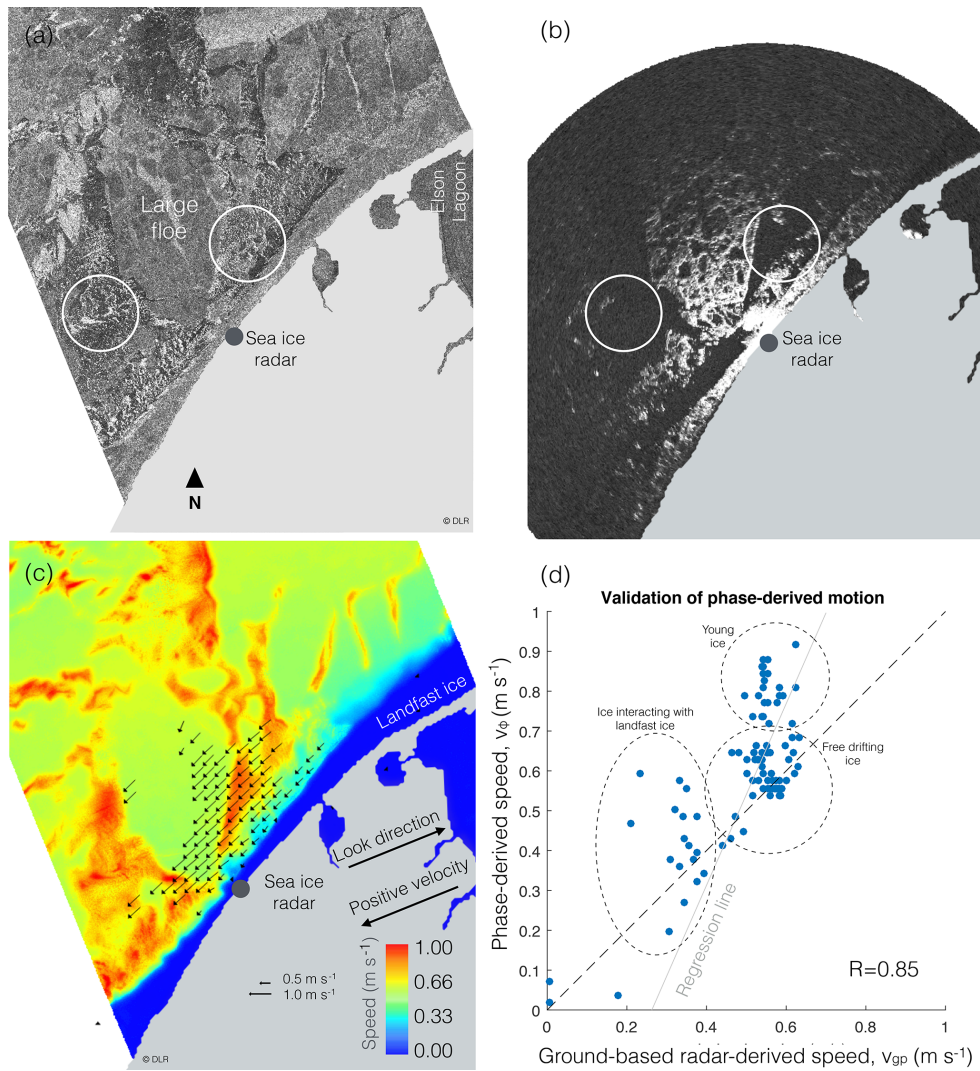 (a)
Large
floe
Elson
Lagoon
Sea ice
radar
N
© DLR
(b)
Sea ice
radar
(c)
Landfast ice
Look direction
Sea ice
radar
Positive velocity
0.5 m s⁻¹
1.0 m s⁻¹
Speed (m s⁻¹)
1.00
0.66
0.33
0.00
© DLR
(d)
Validation of phase-derived motion
Phase-derived speed, vΦ (m s⁻¹)
1
0.9
0.8
0.7
0.6
0.5
0.4
0.3
0.2
0.1
0
Young
ice
Ice interacting with
landfast ice
Free drifting
ice
Regression line
R=0.85
0
0.2
0.4
0.6
0.8
1
Ground-based radar-derived speed, vgp (m s⁻¹)